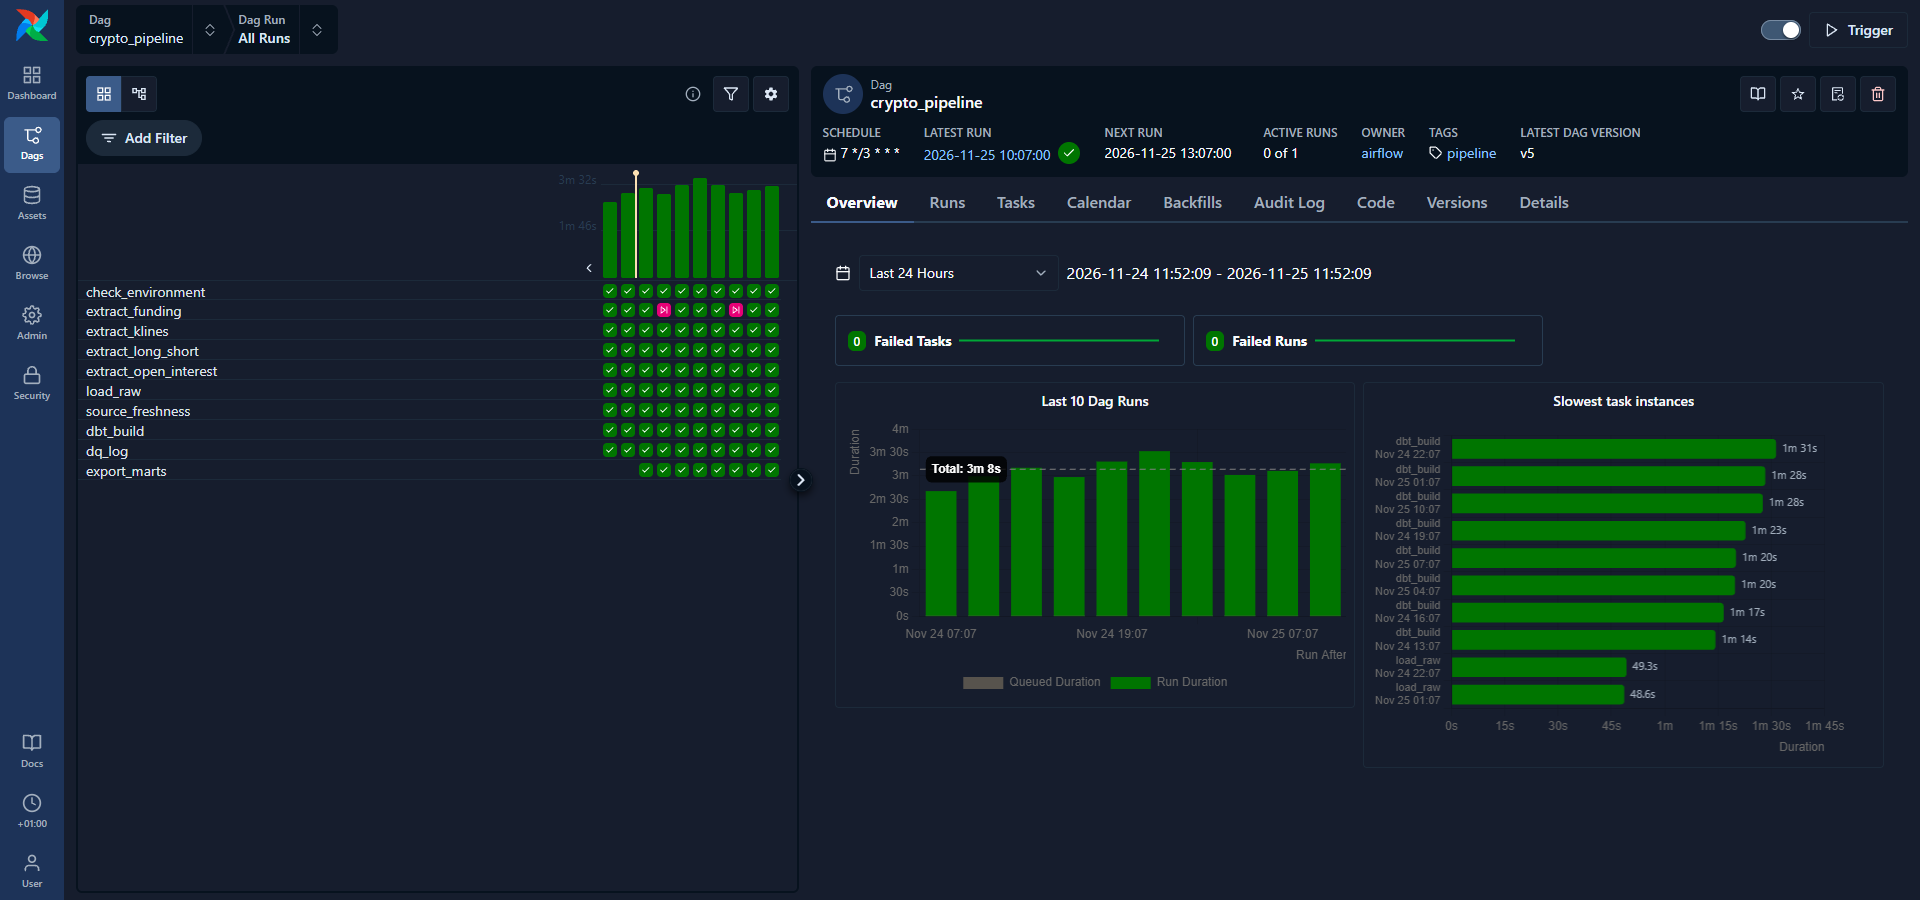 Dag
crypto_pipeline
Dag Run
All Runs
Trigger
Dashboard
Dags
Assets
Browse
Admin
Security
Docs
+01:00
User
Add Filter
3m 32s
1m 46s
check_environment
extract_funding
extract_klines
extract_long_short
extract_open_interest
load_raw
source_freshness
dbt_build
dq_log
export_marts
Dag
crypto_pipeline
SCHEDULE
7 */3 * * *
LATEST RUN
2026-11-25 10:07:00
NEXT RUN
2026-11-25 13:07:00
ACTIVE RUNS
0 of 1
OWNER
airflow
TAGS
pipeline
LATEST DAG VERSION
v5
Overview Runs Tasks Calendar Backfills Audit Log Code Versions Details
Last 24 Hours 2026-11-24 11:52:09 - 2026-11-25 11:52:09
0 Failed Tasks
0 Failed Runs
Last 10 Dag Runs
Duration
4m
3m 30s
3m
2m 30s
2m
1m 30s
1m
30s
0s
Total: 3m 8s
Nov 24 07:07 Nov 24 19:07 Nov 25 07:07
Run After
Queued Duration Run Duration
Slowest task instances
dbt_build
Nov 24 22:07
1m 31s
dbt_build
Nov 25 01:07
1m 28s
dbt_build
Nov 25 10:07
1m 28s
dbt_build
Nov 24 19:07
1m 23s
dbt_build
Nov 25 07:07
1m 20s
dbt_build
Nov 25 04:07
1m 20s
dbt_build
Nov 24 16:07
1m 17s
dbt_build
Nov 24 13:07
1m 14s
load_raw
Nov 24 22:07
49.3s
load_raw
Nov 25 01:07
48.6s
0s 15s 30s 45s 1m 1m 15s 1m 30s 1m 45s
Duration